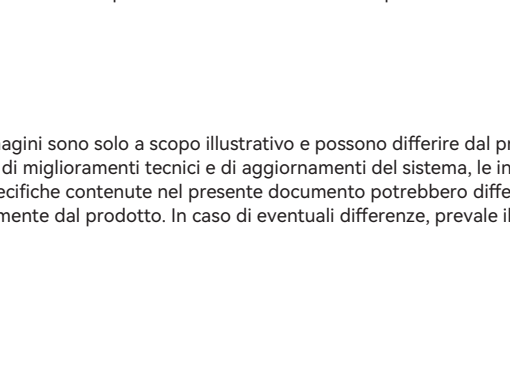 agini sono solo a scopo illustrativo e possono differire dal pr
di miglioramenti tecnici e di aggiornamenti del sistema, le in
ecifiche contenute nel presente documento potrebbero diffe
mente dal prodotto. In caso di eventuali differenze, prevale il